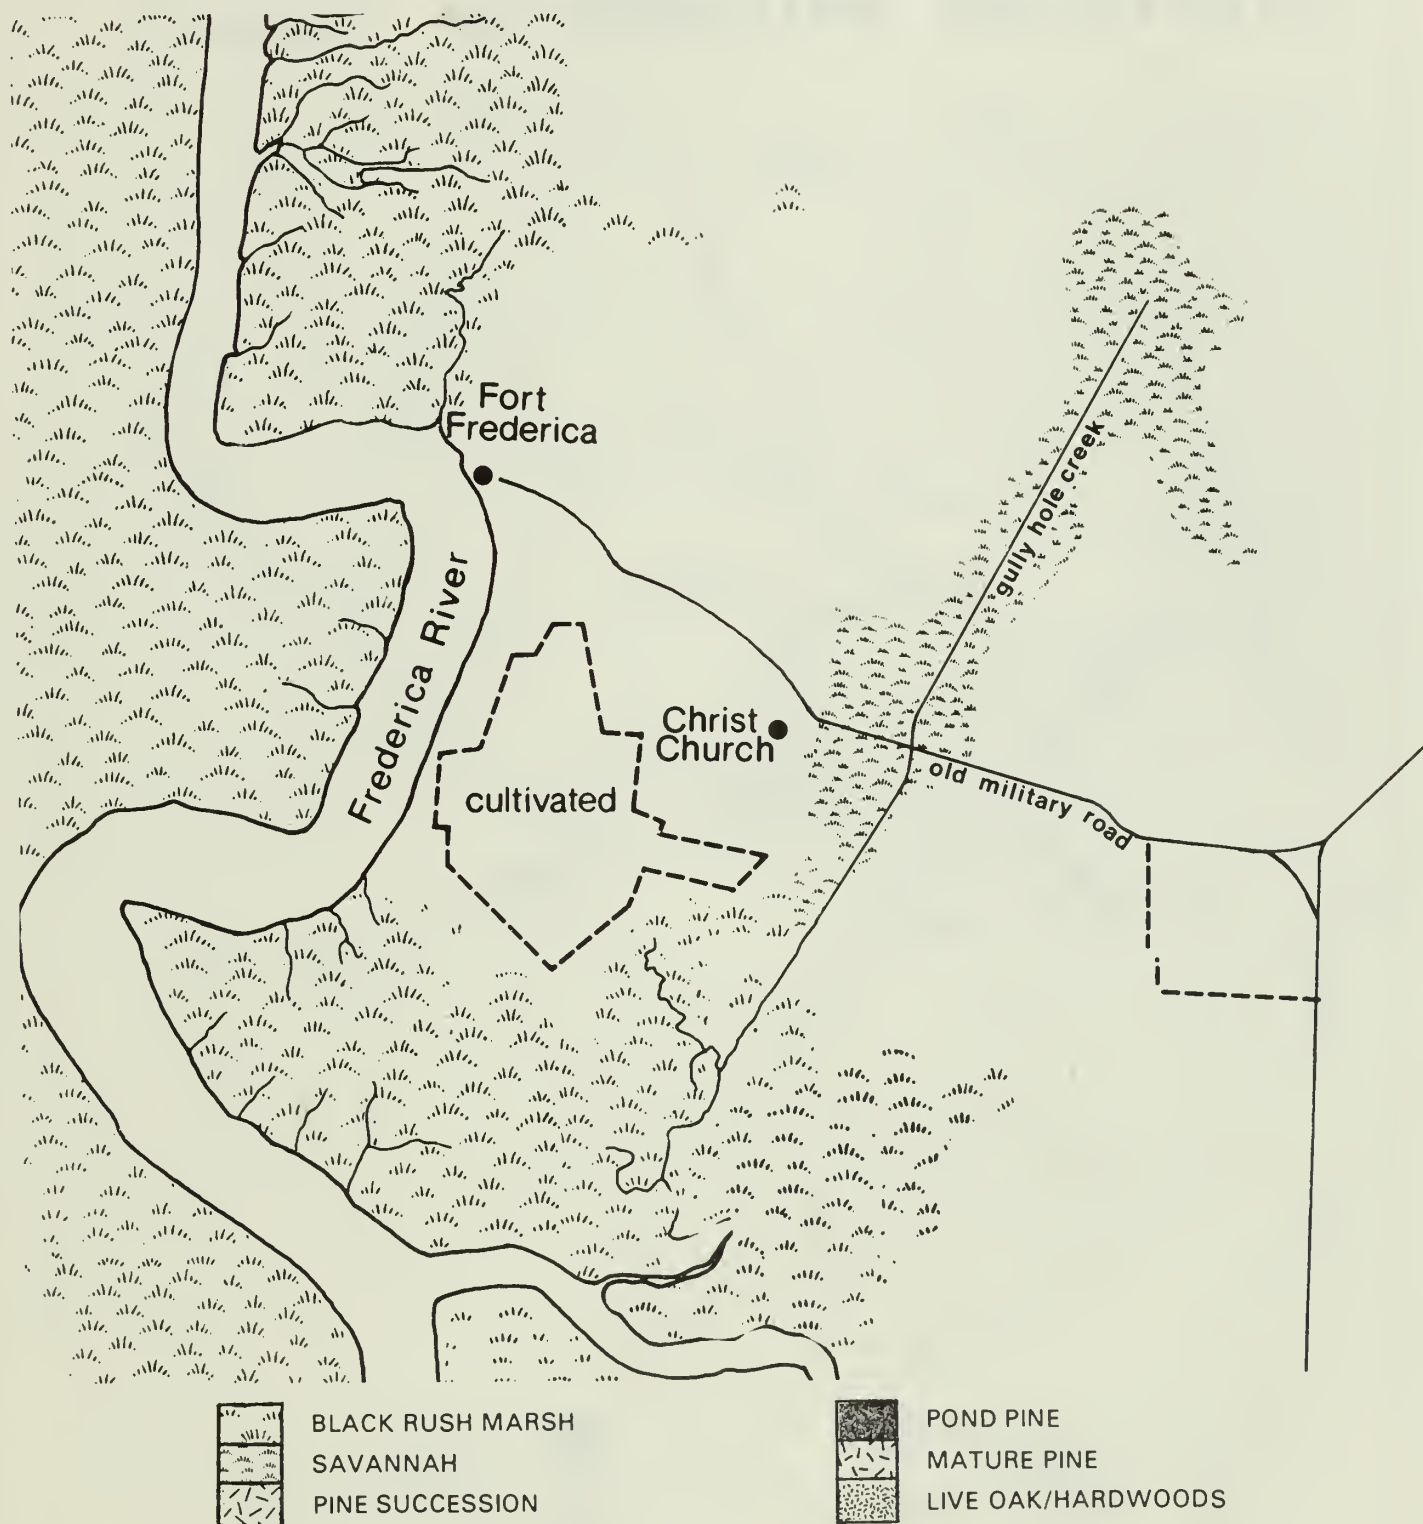 Fort
Frederica
gully hole creek
Frederica River
Christ
Church
old military road
cultivated
BLACK RUSH MARSH
SAVANNAH
PINE SUCCESSION
POND PINE
MATURE PINE
LIVE OAK/HARDWOODS